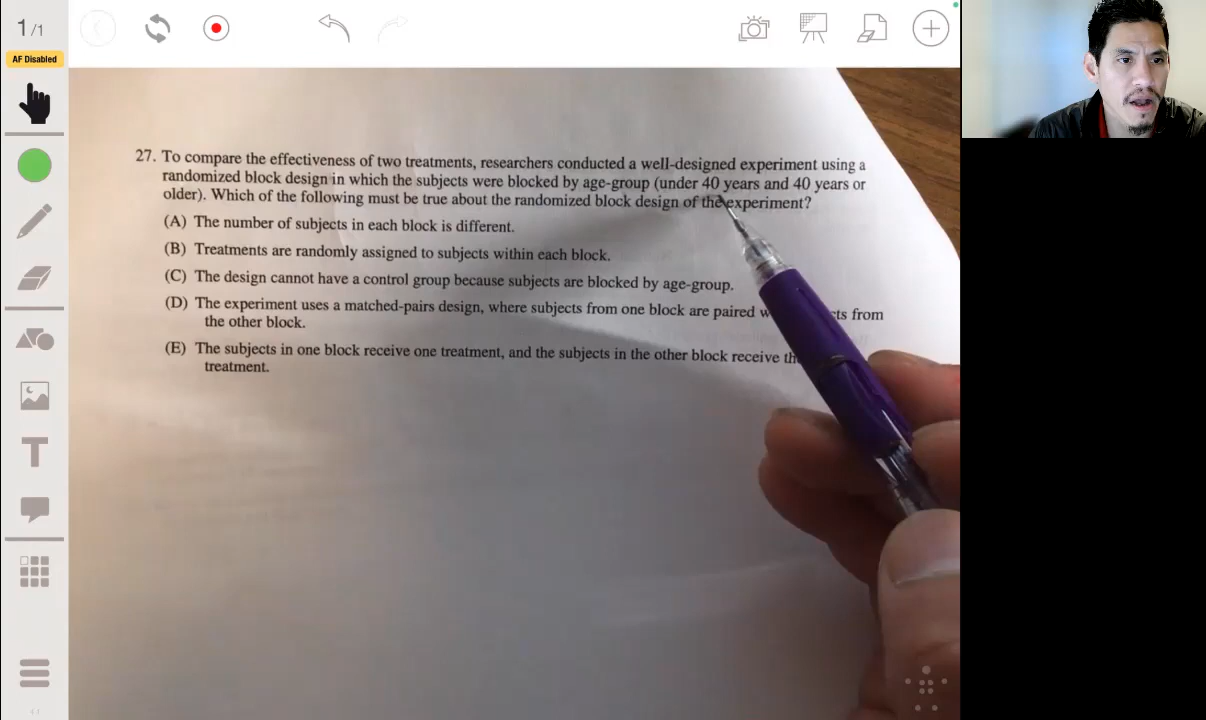 1/1
AF Disabled
27. To compare the effectiveness of two treatments, researchers conducted a well-designed experiment using a
randomized block design in which the subjects were blocked by age-group (under 40 years and 40 years or
older). Which of the following must be true about the randomized block design of the experiment?
(A) The number of subjects in each block is different.
(B) Treatments are randomly assigned to subjects within each block.
(C) The design cannot have a control group because subjects are blocked by age-group.
(D) The experiment uses a matched-pairs design, where subjects from one block are paired from
the other block.
(E) The subjects in one block receive one treatment, and the subjects in the other block receive
treatment.
T